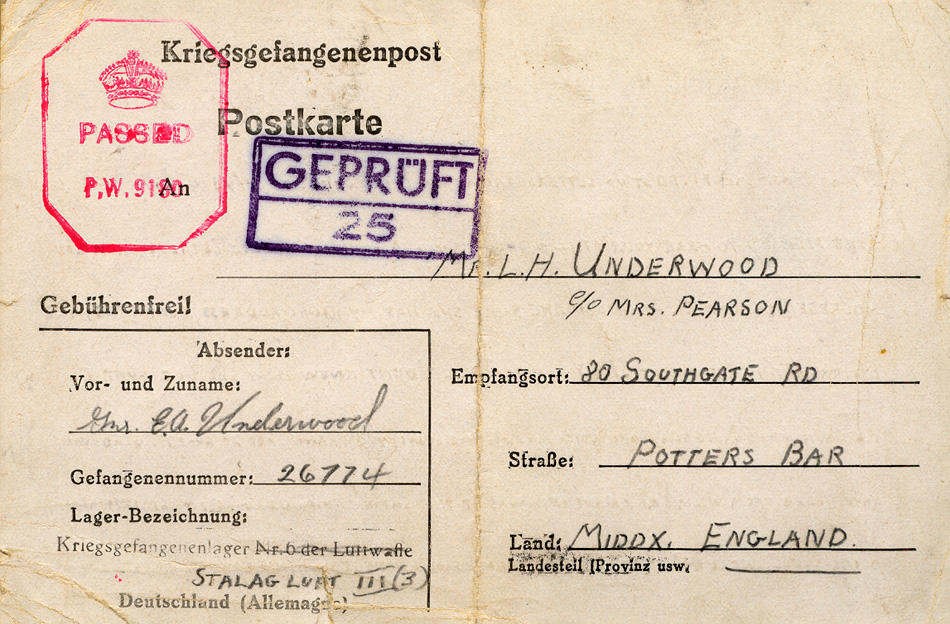 Kriegsgefangenenpost
PASSED
Postkarte
P.W. 9180
An
GEPRÜFT
25
Mr. L.H. UNDERWOOD
c/o MRS. PEARSON
Gebührenfrei!
Absender:
Vor- und Zuname:
Gnr. E.A. Underwood
Gefangenennummer: 26774
Lager-Bezeichnung:
Kriegsgefangenenlager Nr. 6 der Luftwaffe
STALAG LUFT III (3)
Deutschland (Allemagne)
Empfangsort: 80 SOUTHGATE RD
Straße: POTTERS BAR
Land: MIDDX. ENGLAND.
Landesteil (Provinz usw.